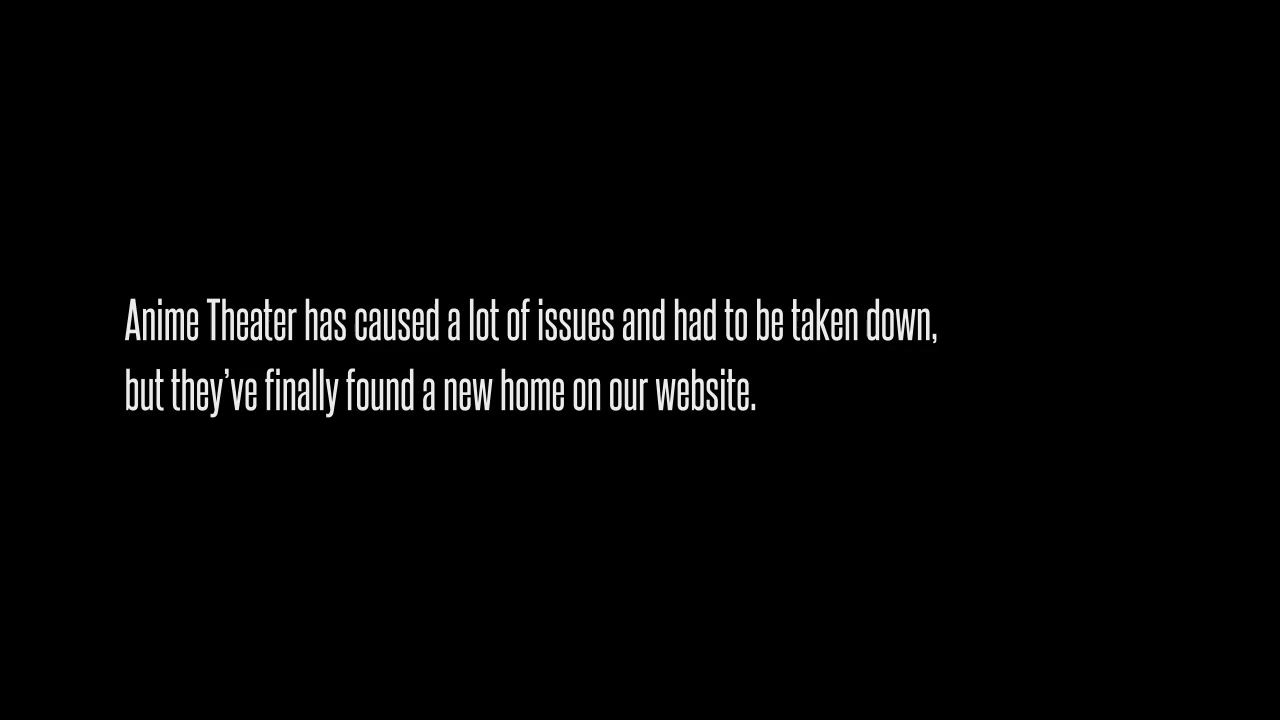 Anime Theater has caused a lot of issues and had to be taken down,
but they’ve finally found a new home on our website.